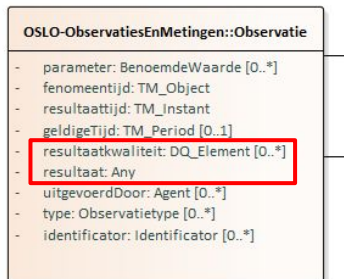 OSLO-ObservatiesEnMetingen::Observatie
- parameter: BenoemdeWaarde [0..*]
- fenomeentijd: TM_Object
- resultaattijd: TM_Instant
- geldigeTijd: TM_Period [0..1]
- resultaatkwaliteit: DQ_Element [0..*]
- resultaat: Any
- uitgevoerdDoor: Agent [0..*]
- type: Observatietype [0..*]
- identificator: Identificator [0..*]